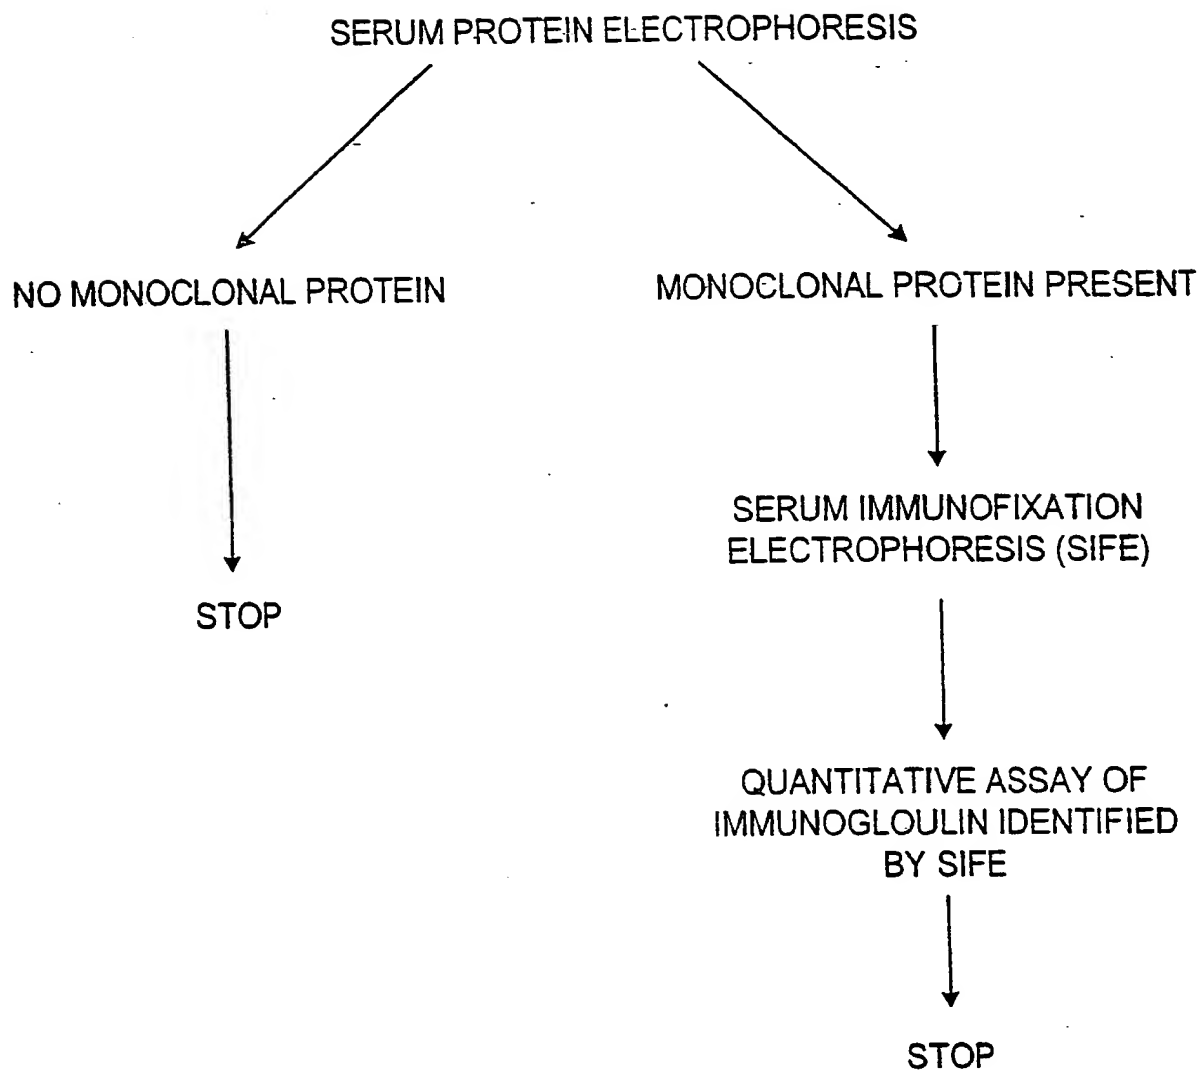 SERUM PROTEIN ELECTROPHORESIS
NO MONOCLONAL PROTEIN
MONOCLONAL PROTEIN PRESENT
SERUM IMMUNOFIXATION
ELECTROPHORESIS (SIFE)
STOP
QUANTITATIVE ASSAY OF
IMMUNOGLOULIN IDENTIFIED
BY SIFE
STOP